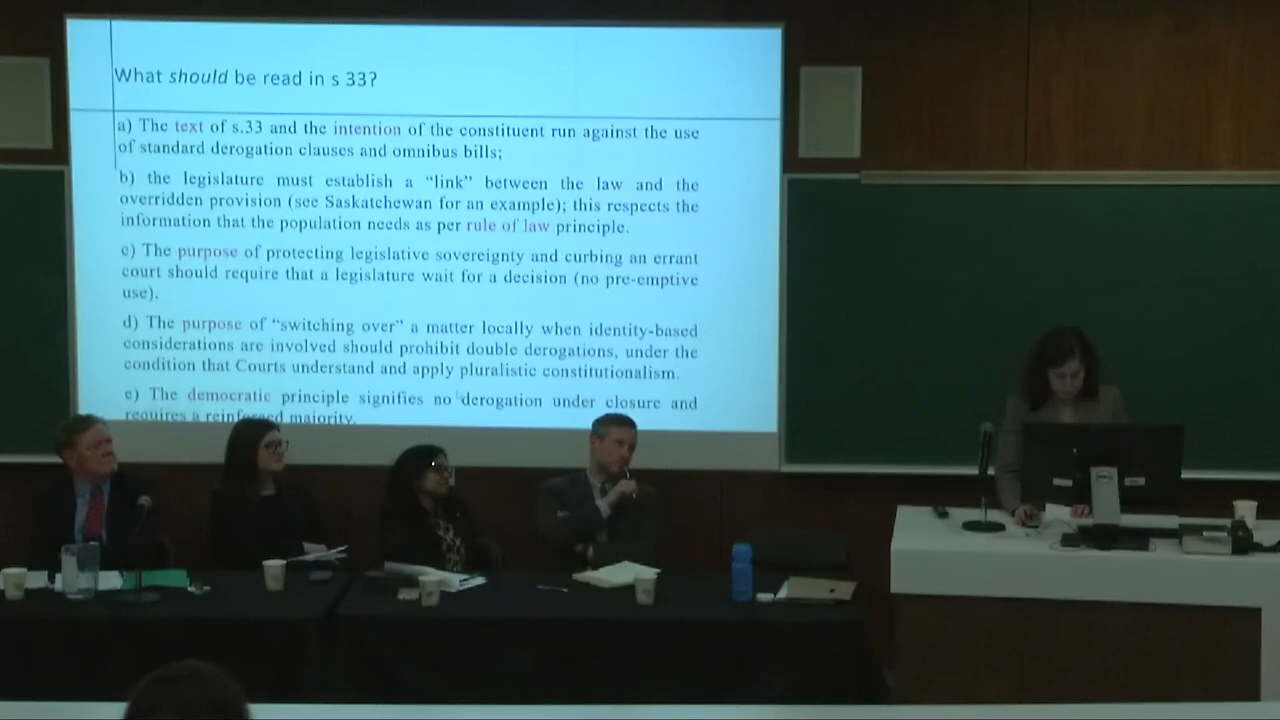 What should be read in s 33?
a) The text of s.33 and the intention of the constituent run against the use
of standard derogation clauses and omnibus bills;
b) the legislature must establish a “link” between the law and the
overridden provision (see Saskatchewan for an example); this respects the
information that the population needs as per rule of law principle.
c) The purpose of protecting legislative sovereignty and curbing an errant
court should require that a legislature wait for a decision (no pre-emptive
use).
d) The purpose of “switching over” a matter locally when identity-based
considerations are involved should prohibit double derogations, under the
condition that Courts understand and apply pluralistic constitutionalism.
e) The democratic principle signifies no derogation under closure and
requires a reinforced majority.
DELL